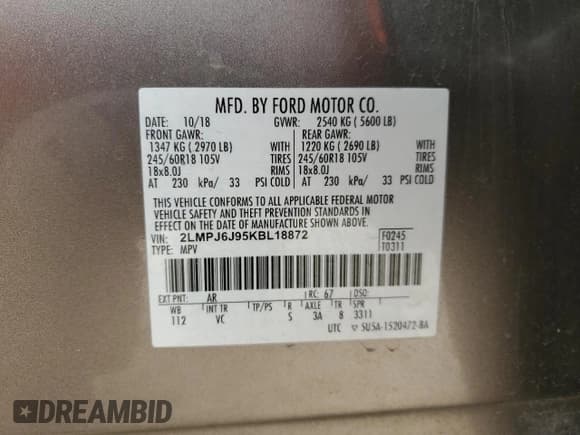 MFD. BY FORD MOTOR CO.
DATE: 10/18 GVWR: 2540 KG ( 5600 LB)
FRONT GAWR: REAR GAWR:
1347 KG ( 2970 LB) WITH 1220 KG ( 2690 LB) WITH
245/60R18 105V TIRES 245/60R18 105V TIRES
18x8.0J RIMS 18x8.0J RIMS
AT 230 kPa/ 33 PSI COLD AT 230 kPa/ 33 PSI COLD
THIS VEHICLE CONFORMS TO ALL APPLICABLE FEDERAL MOTOR
VEHICLE SAFETY AND THEFT PREVENTION STANDARDS IN
EFFECT ON THE DATE OF MANUFACTURE SHOWN ABOVE.
VIN: 2LMPJ6J95KBL18872 F0245
TYPE: MPV T0311
EXT PNT: AR RC: 67 DSO:
WB INT TR TP/PS R AXLE TR SPR
112 VC S 3A 8 3311
UTC ▽ 5U5A-1520472-BA
DREAMBID